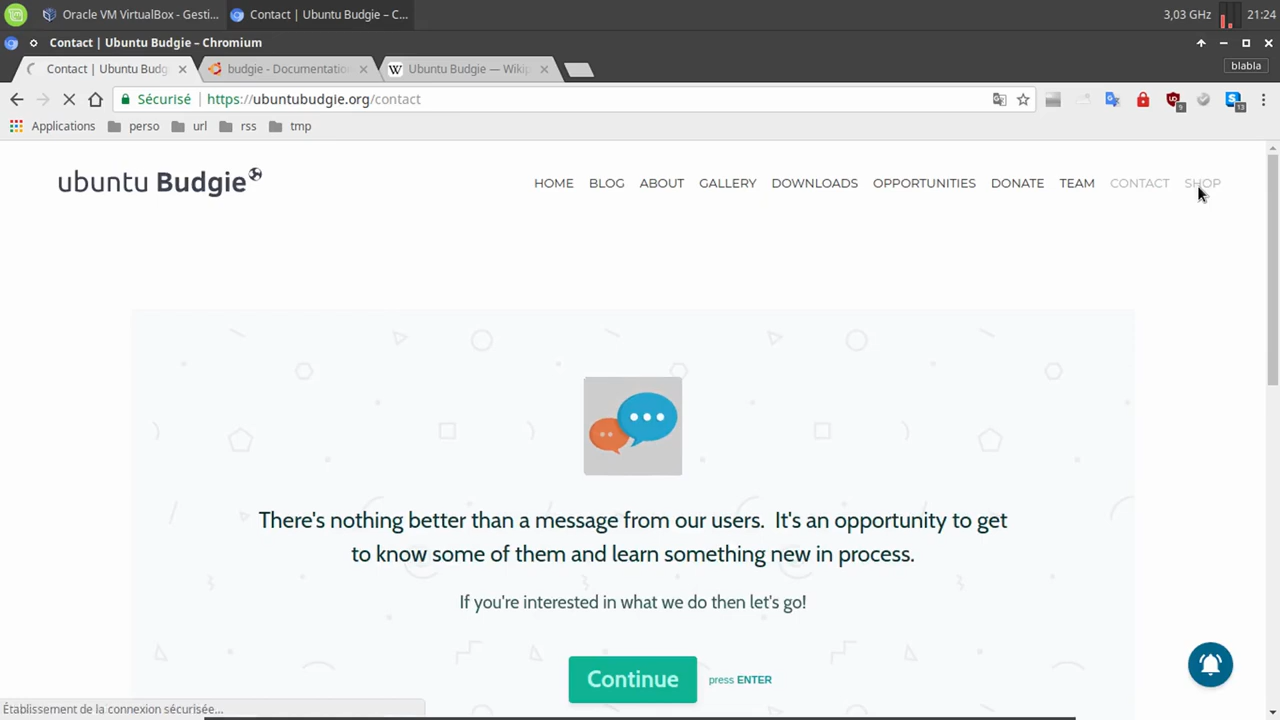 Oracle VM VirtualBox - Gesti...
Contact | Ubuntu Budgie – C...
3,03 GHz
21:24
Contact | Ubuntu Budgie – Chromium
Contact | Ubuntu Budg
budgie - Documentatio
Ubuntu Budgie — Wikip
blabla
Sécurisé
https://ubuntubudgie.org/contact
9
13
Applications
perso
url
rss
tmp
ubuntu Budgie
HOME
BLOG
ABOUT
GALLERY
DOWNLOADS
OPPORTUNITIES
DONATE
TEAM
CONTACT
SHOP
There's nothing better than a message from our users. It's an opportunity to get
to know some of them and learn something new in process.
If you're interested in what we do then let's go!
Continue
press ENTER
Établissement de la connexion sécurisée...